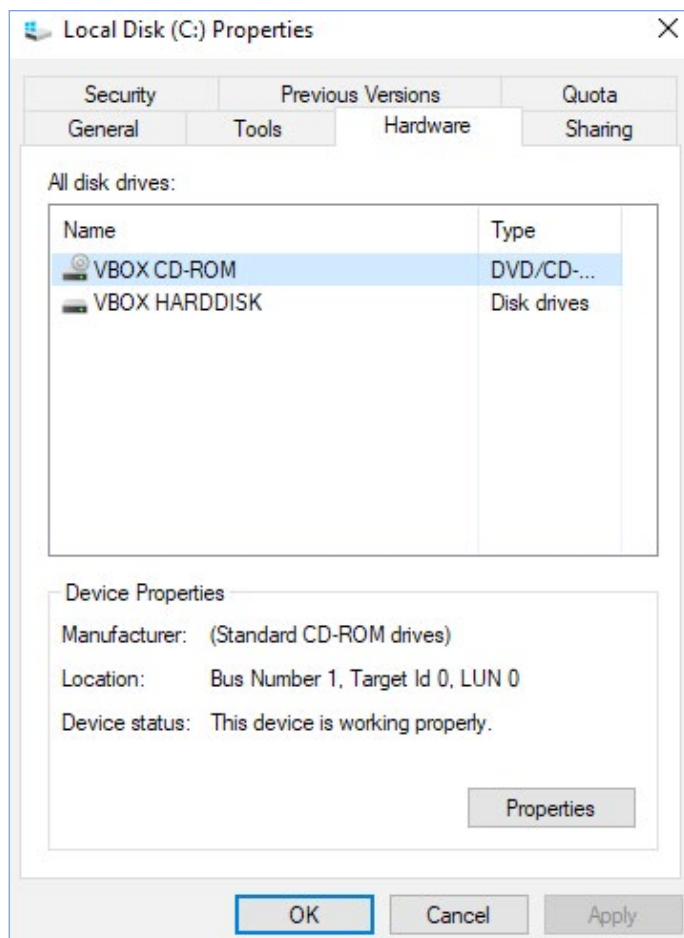 Local Disk (C:) Properties
Security Previous Versions Quota
General Tools Hardware Sharing
All disk drives:
Name Type
VBOX CD-ROM DVD/CD-...
VBOX HARDDISK Disk drives
Device Properties
Manufacturer: (Standard CD-ROM drives)
Location: Bus Number 1, Target Id 0, LUN 0
Device status: This device is working properly.
Properties
OK Cancel Apply